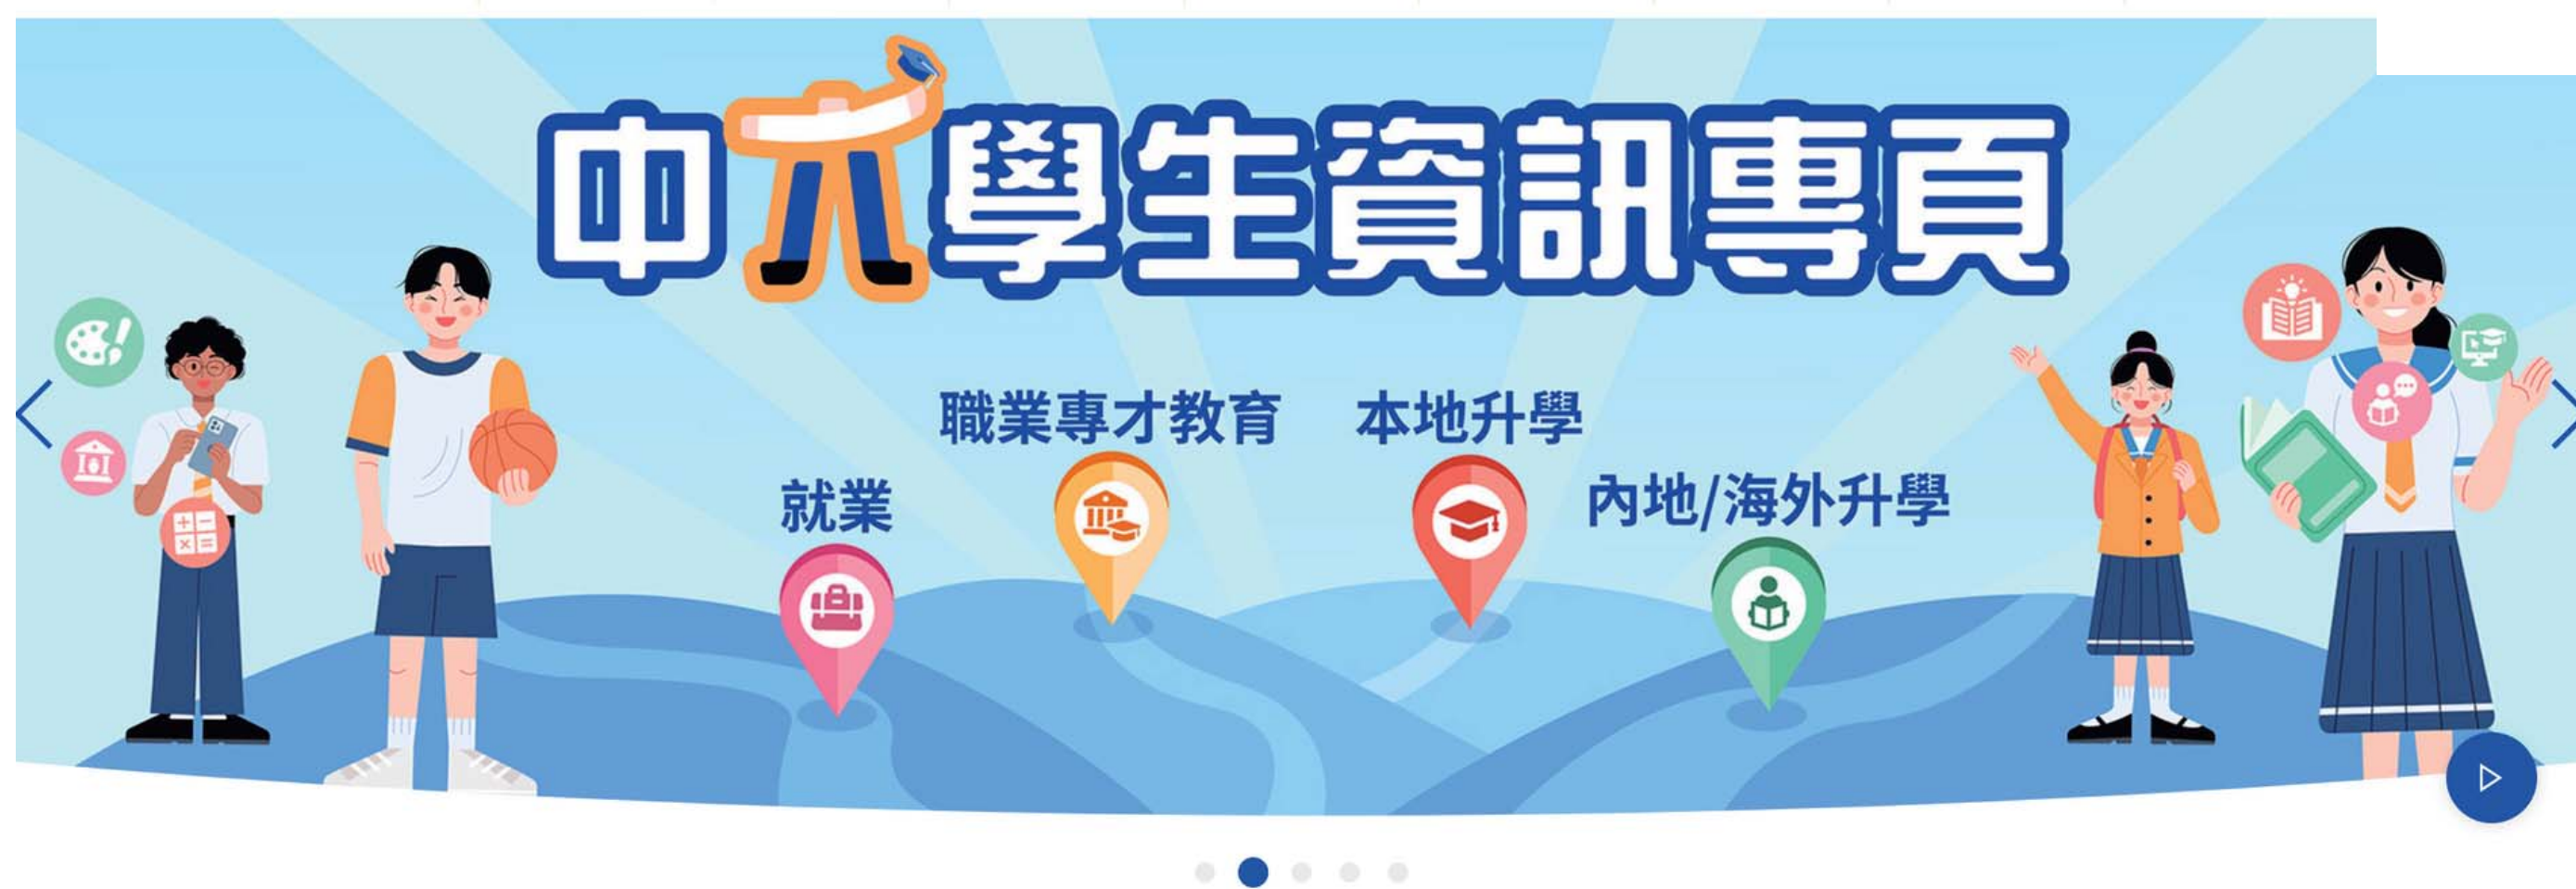 中六學生資訊專頁
職業專才教育
本地升學
就業
內地/海外升學